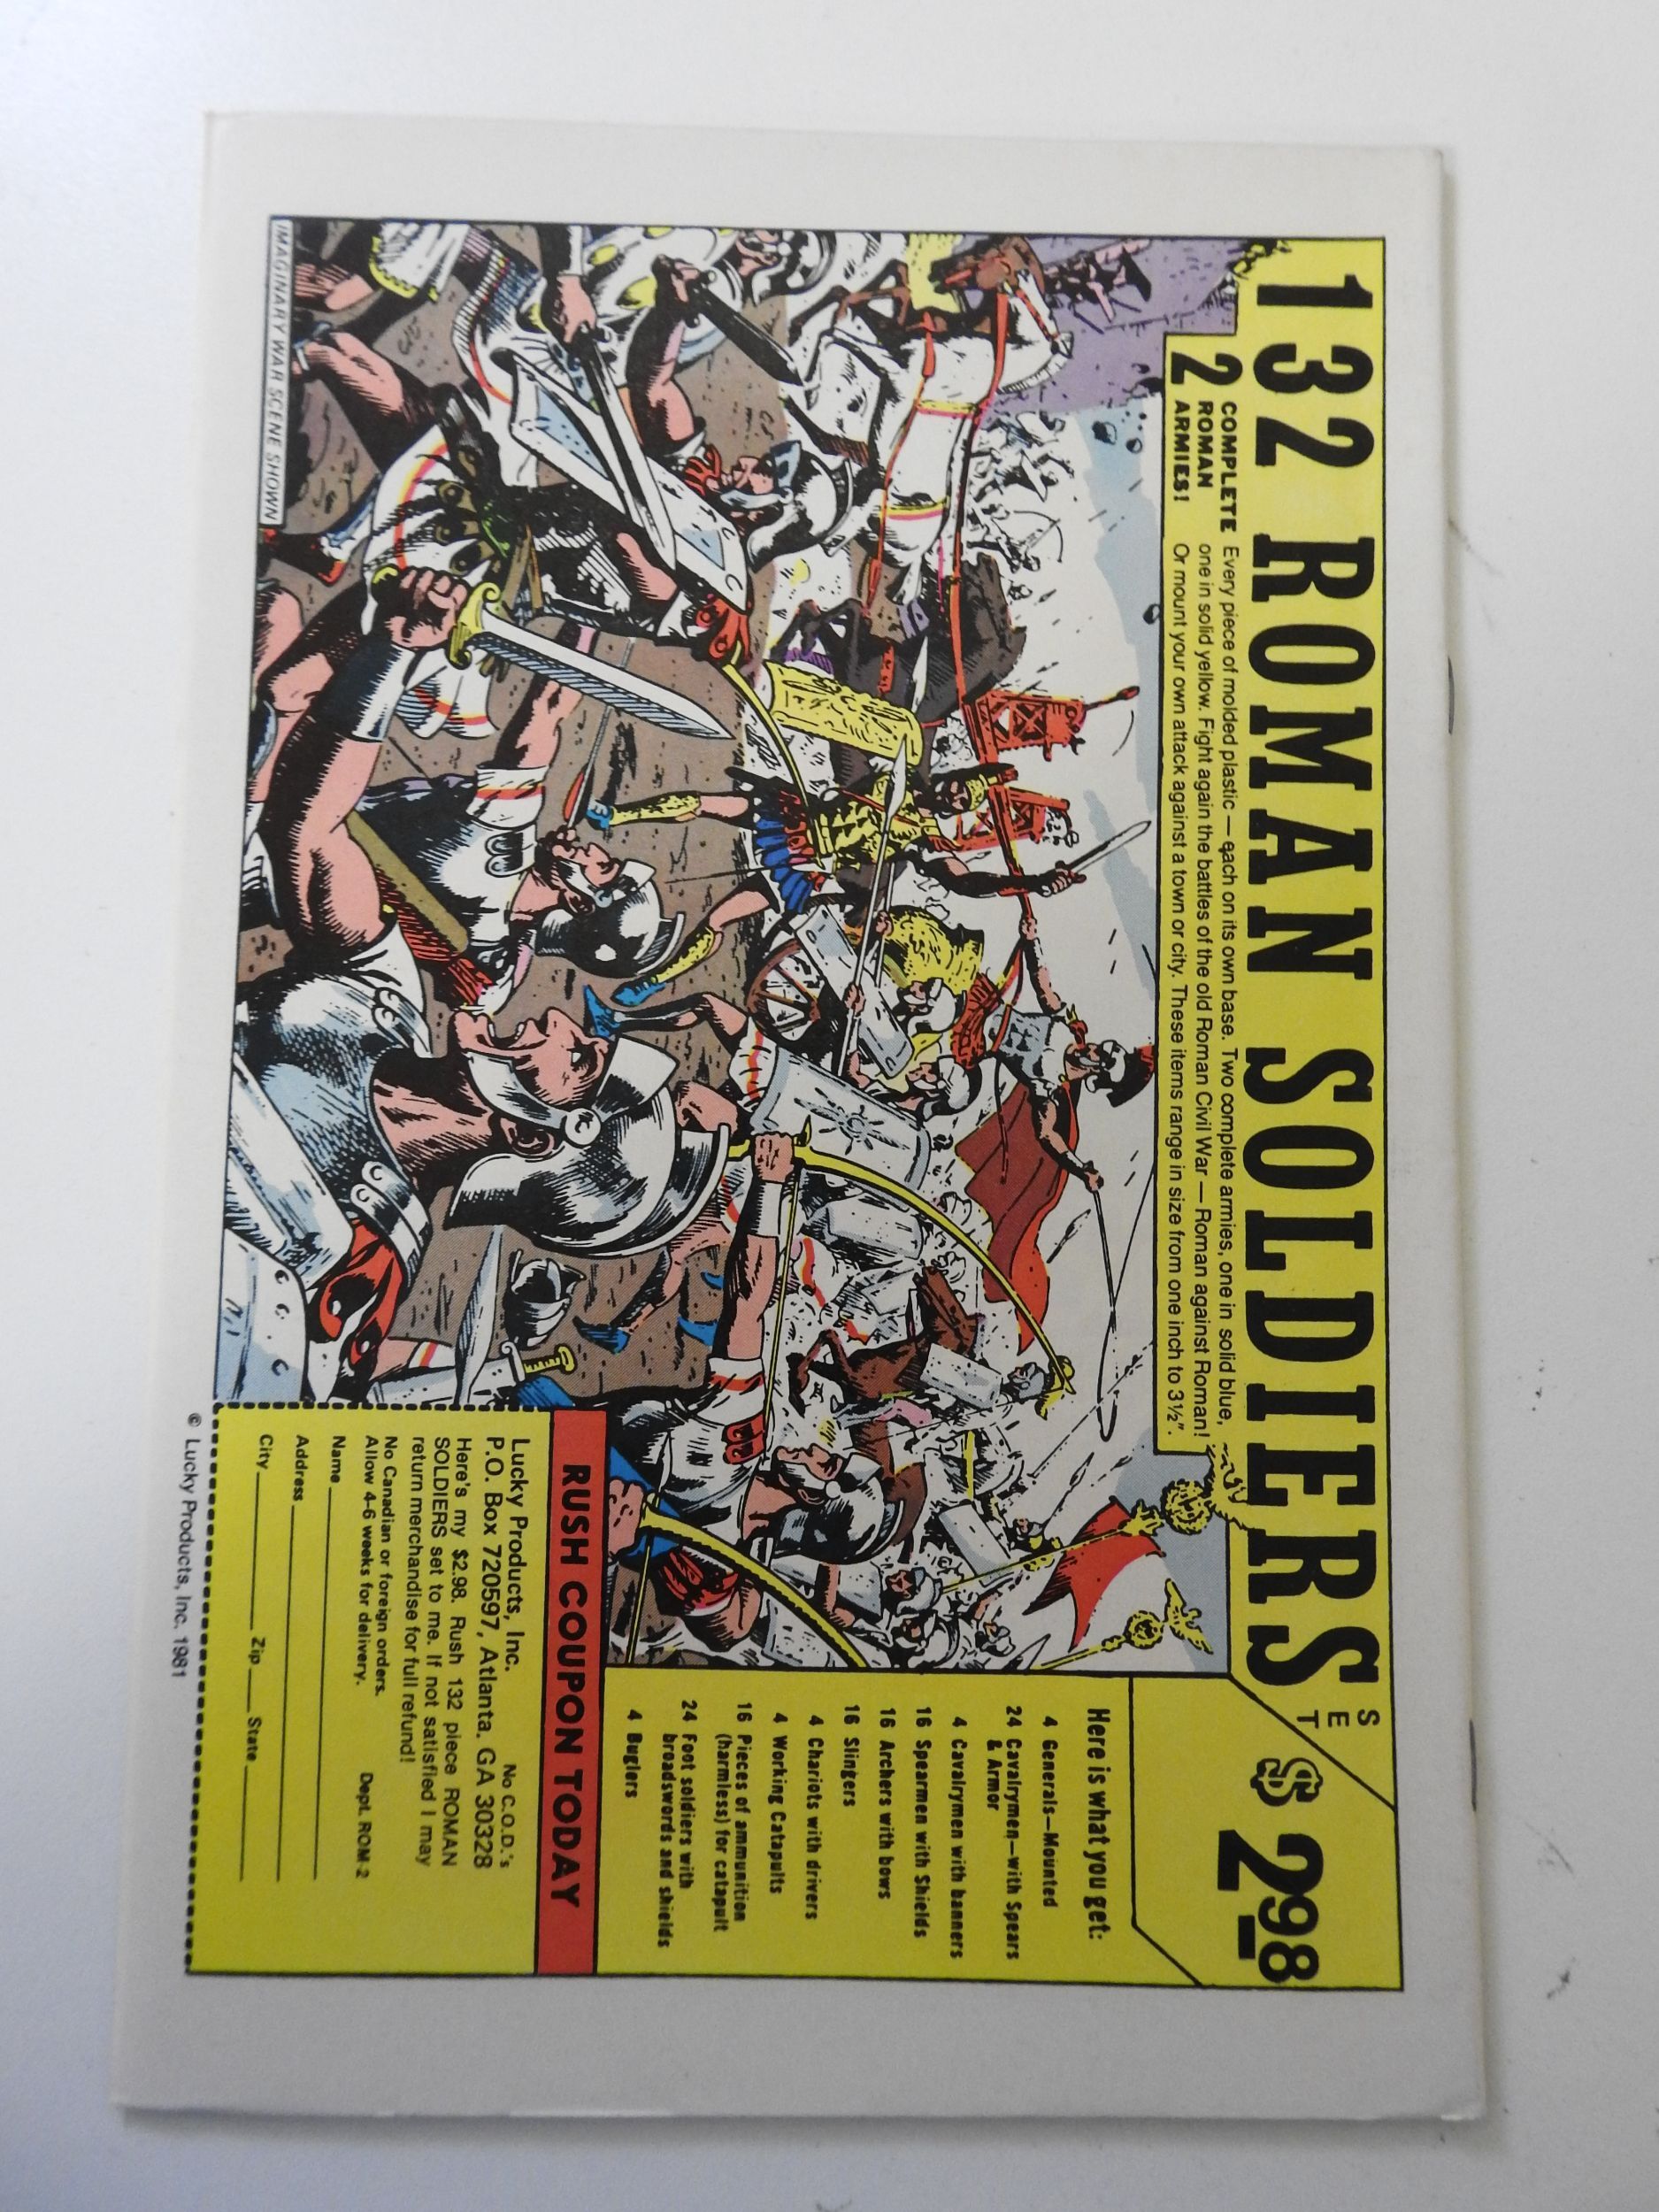 132 ROMAN SOLDIERS SET
$2.98
2 COMPLETE
ROMAN
ARMIES!
Every piece of molded plastic — each on its own base. Two complete armies, one in solid blue,
one in solid yellow. Fight again the battles of the old Roman Civil War — Roman against Roman!
Or mount your own attack against a town or city. These items range in size from one inch to 3½".
Here is what you get:
4 Generals—Mounted
24 Cavalrymen—with Spears
& Armor
4 Cavalrymen with banners
16 Spearmen with Shields
16 Archers with bows
16 Slingers
4 Chariots with drivers
4 Working Catapults
16 Pieces of ammunition
(harmless) for catapult
24 Foot soldiers with
broadswords and shields
4 Buglers
IMAGINARY WAR SCENE SHOWN
RUSH COUPON TODAY
Lucky Products, Inc. No C.O.D.'s
P.O. Box 720597, Atlanta, GA 30328
Here's my $2.98. Rush 132 piece ROMAN
SOLDIERS set to me. If not satisfied I may
return merchandise for full refund!
No Canadian or foreign orders.
Allow 4-6 weeks for delivery. Dept. ROM-2
Name
Address
City Zip State
© Lucky Products, Inc. 1981